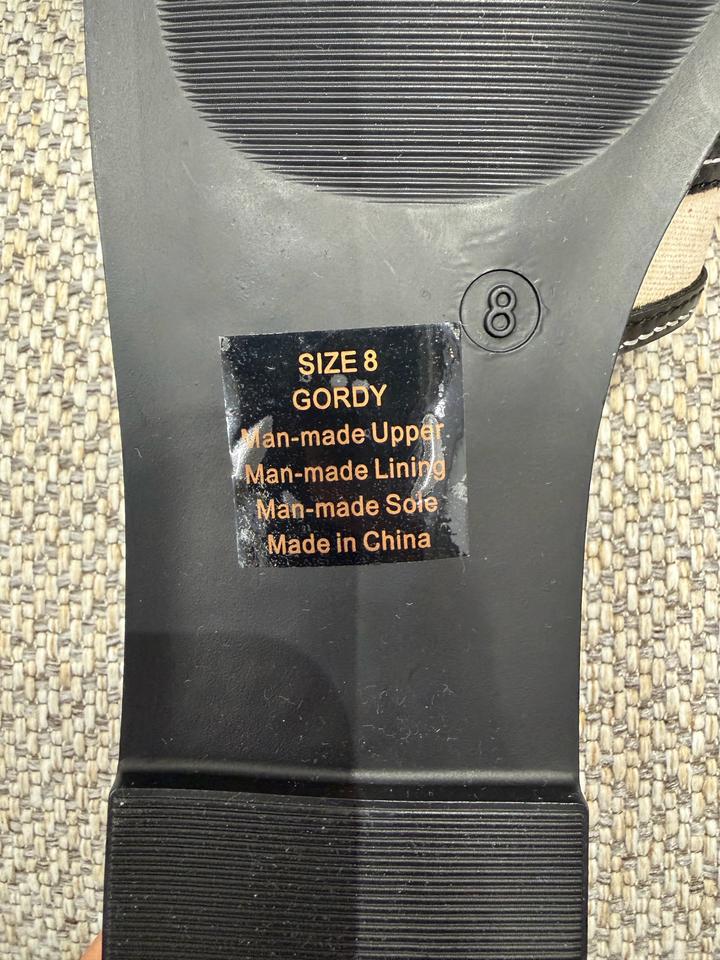 8
SIZE 8
GORDY
Man-made Upper
Man-made Lining
Man-made Sole
Made in China